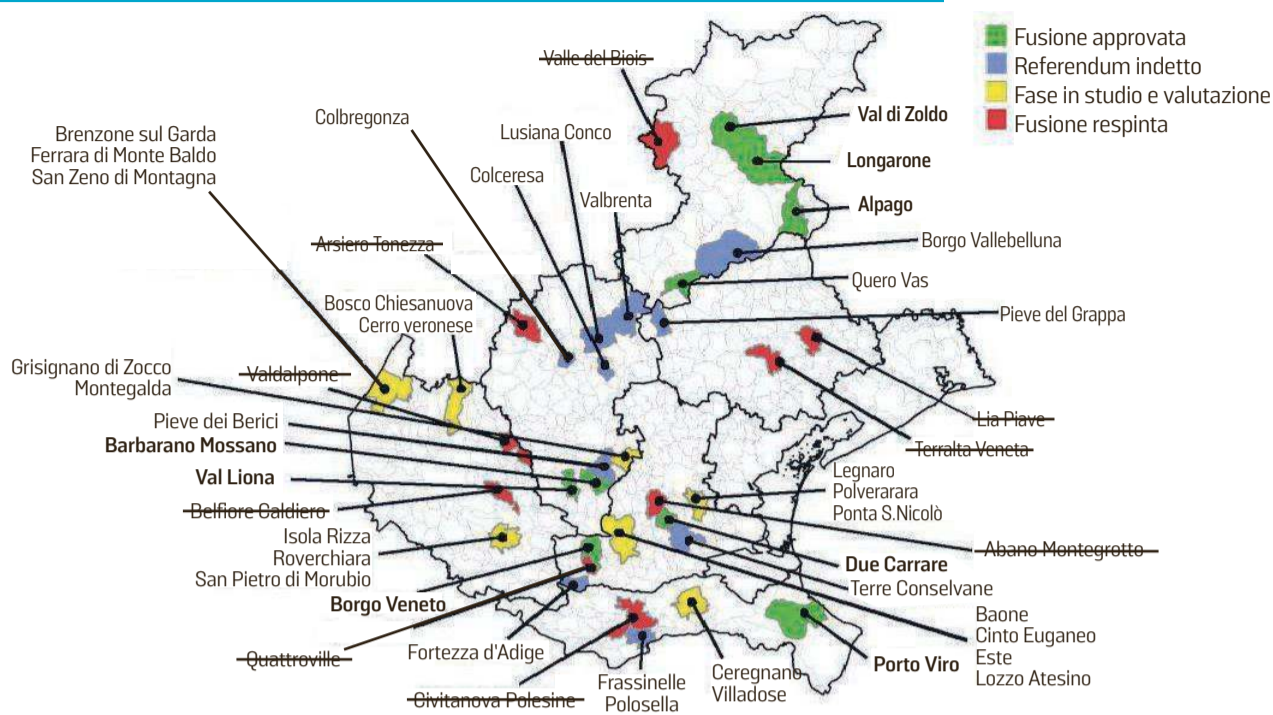 Fusione approvata
Referendum indetto
Fase in studio e valutazione
Fusione respinta
Valle del Biois
Val di Zoldo
Longarone
Alpago
Borgo Vallebelluna
Quero Vas
Pieve del Grappa
Colbregonza
Lusiana Conco
Colceresa
Valbrenta
Brenzone sul Garda
Ferrara di Monte Baldo
San Zeno di Montagna
Arsiero Tonezza
Bosco Chiesanuova
Cerro veronese
Grisignano di Zocco
Montegalda
Valdalpone
Pieve dei Berici
Barbarano Mossano
Val Liona
Belfiore Caldiero
Isola Rizza
Roverchiara
San Pietro di Morubio
Borgo Veneto
Quattroville
Fortezza d'Adige
Civitanova Polesine
Frassinelle
Polosella
Ceregnano
Villadose
Porto Viro
Lia Piave
Terralta Veneta
Legnaro
Polverarara
Ponta S.Nicolò
Abano Montegrotto
Due Carrare
Terre Conselvane
Baone
Cinto Euganeo
Este
Lozzo Atesino